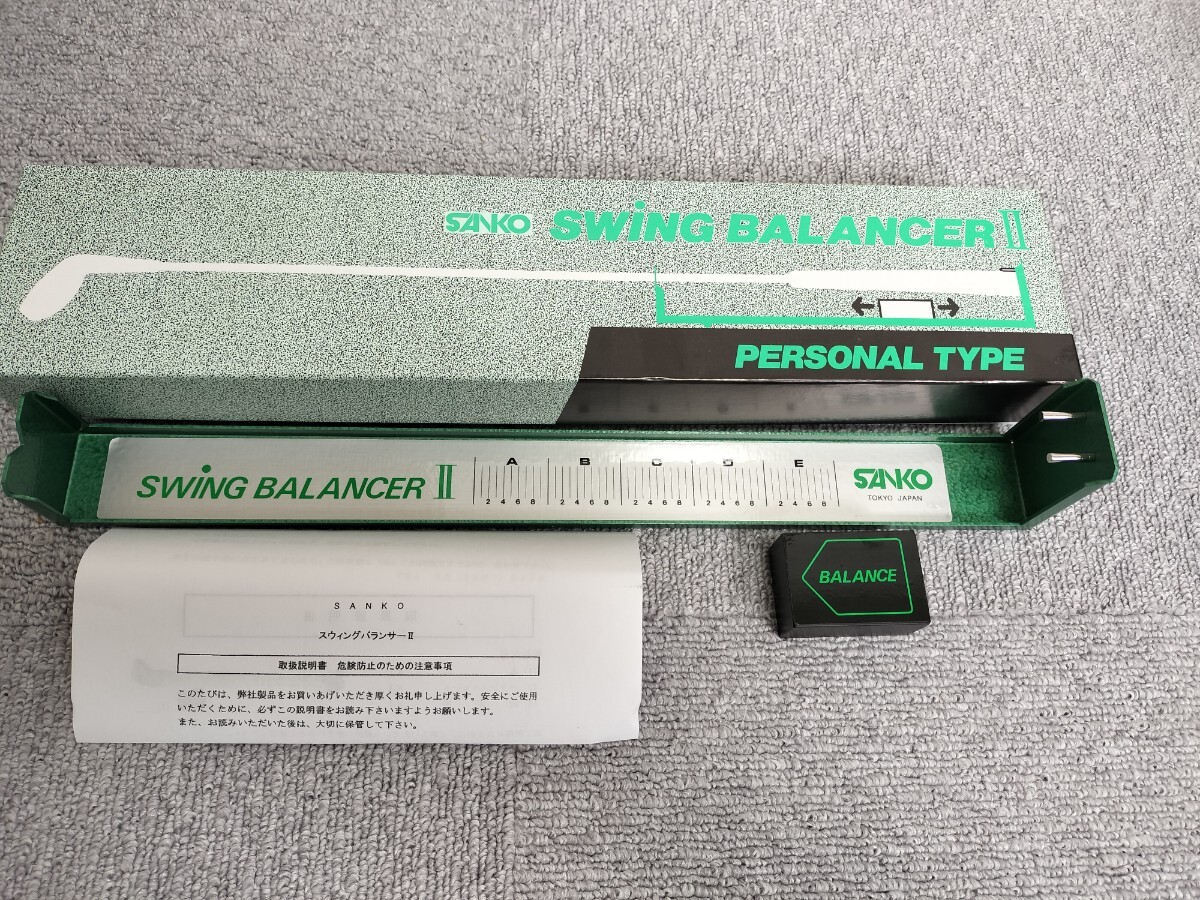 SANKO SWiNG BALANCER II
PERSONAL TYPE
SWiNG BALANCER II
A B C D E
2 4 6 8 2 4 6 8 2 4 6 8 2 4 6 8 2 4 6 8
SANKO
TOKYO JAPAN
BALANCE
SANKO
スウィングバランサーⅡ
取扱説明書 危険防止のための注意事項
このたびは、弊社製品をお買いあげいただき厚くお礼申し上げます。安全にご使用
いただくために、必ずこの説明書をお読み下さいますようお願いします。
また、お読みいただいた後は、大切に保管して下さい。